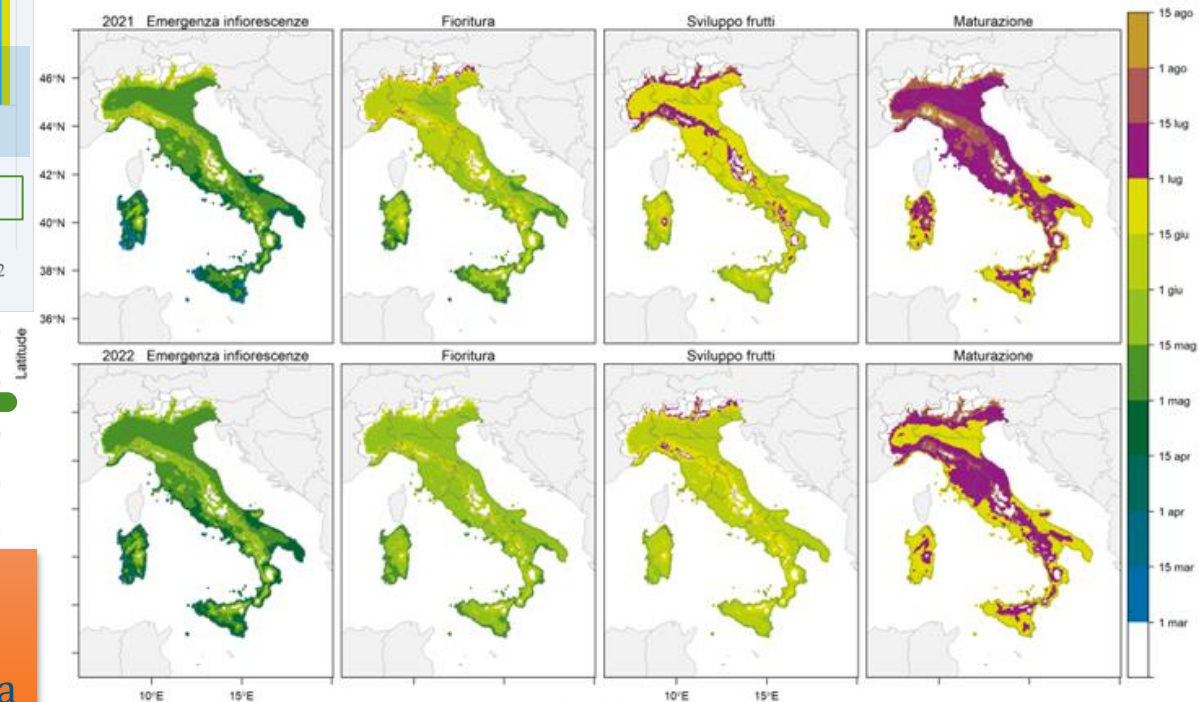 2021 Emergenza infiorescenze
Fioritura
Sviluppo frutti
Maturazione
46°N
44°N
42°N
40°N
38°N
36°N
2022 Emergenza infiorescenze
Fioritura
Sviluppo frutti
Maturazione
10°E
15°E
10°E
15°E
Latitude
15 ago
1 ago
15 lug
1 lug
15 giu
1 giu
15 mag
1 mag
15 apr
1 apr
15 mar
1 mar
2
a